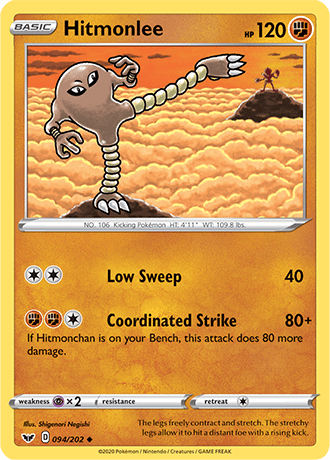 BASIC Hitmonlee HP 120
NO. 106 Kicking Pokémon HT: 4'11" WT: 109.8 lbs.
Low Sweep 40
Coordinated Strike 80+
If Hitmonchan is on your Bench, this attack does 80 more
damage.
weakness ×2 resistance retreat
Illus. Shigenori Negishi
D 094/202
The legs freely contract and stretch. The stretchy
legs allow it to hit a distant foe with a rising kick.
©2020 Pokémon / Nintendo / Creatures / GAME FREAK